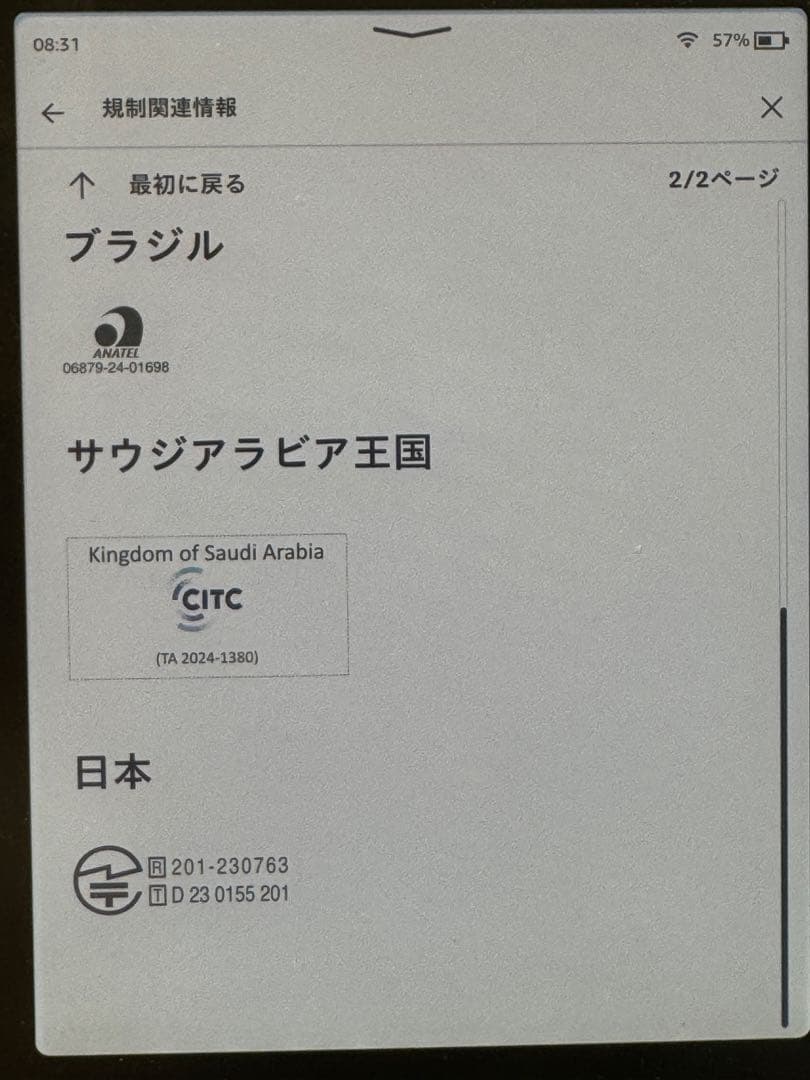 08:31 57%
規制関連情報
最初に戻る 2/2ページ
ブラジル
ANATEL
06879-24-01698
サウジアラビア王国
Kingdom of Saudi Arabia
CITC
(TA 2024-1380)
日本
R 201-230763
T D 23 0155 201